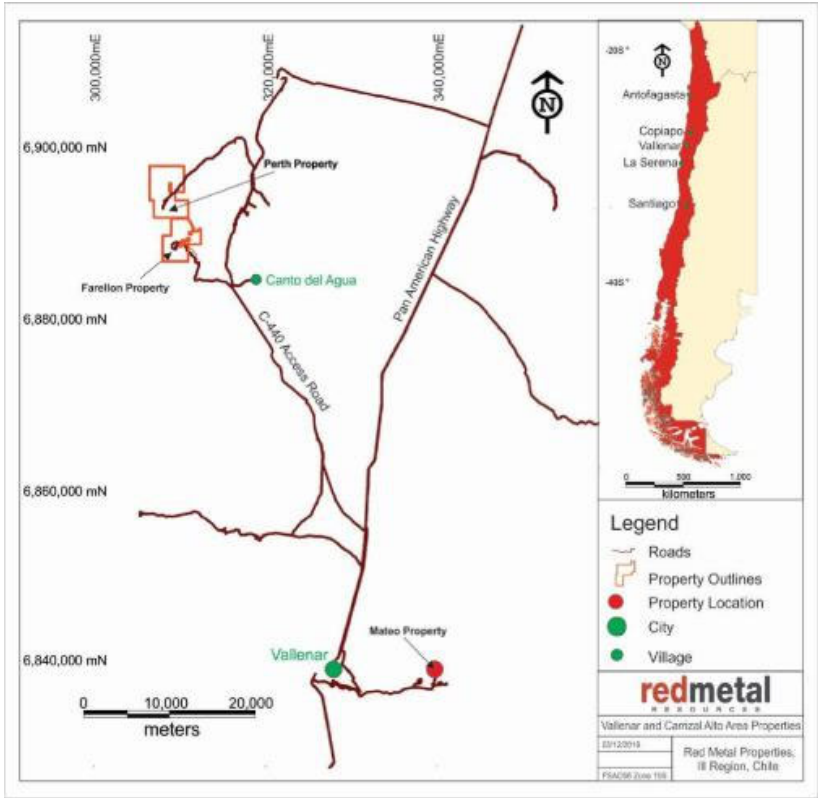 300,000mE
320,000mE
340,000mE
6,900,000 mN
6,880,000 mN
6,860,000 mN
6,840,000 mN
N
Perth Property
Farellon Property
Canto del Agua
C-440 Access Road
Pan American Highway
Vallenar
Mateo Property
0 10,000 20,000
meters
-20S °
N
Antofagasta
Copiapo
Vallenar
La Serena
Santiago
-40S °
0 500 1,000
kilometers
Legend
Roads
Property Outlines
Property Location
City
Village
redmetal
RESOURCES
Vallenar and Carrizal Alto Area Properties
Red Metal Properties,
III Region, Chile